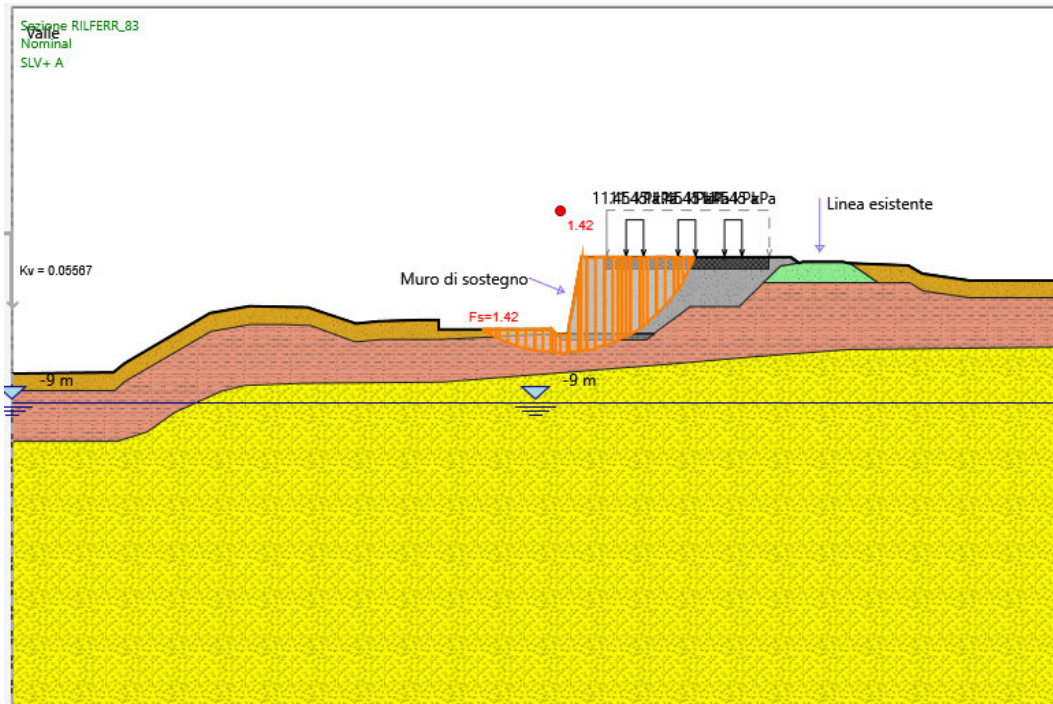 Sezione RILFERR_83
Valle
Nominal
SLV+ A
Linea esistente
1.42
Kv = 0.05567
Muro di sostegno
Fs=1.42
-9 m
-9 m